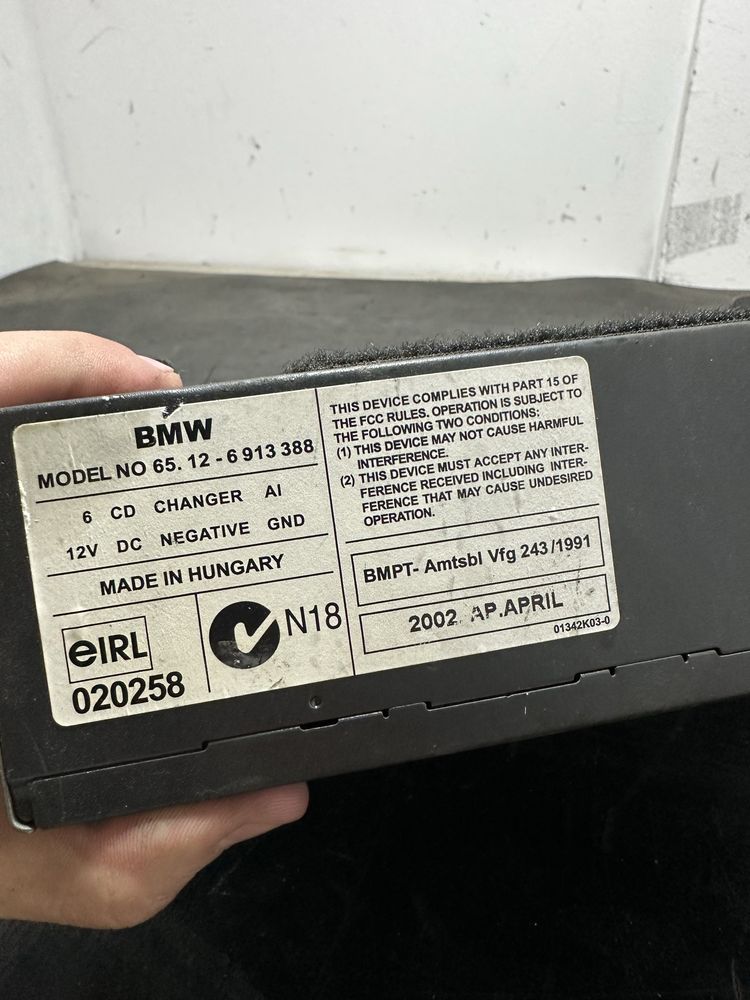 BMW
MODEL NO 65. 12 - 6 913 388
6 CD CHANGER AI
12V DC NEGATIVE GND
MADE IN HUNGARY
eIRL
020258
N18
THIS DEVICE COMPLIES WITH PART 15 OF
THE FCC RULES. OPERATION IS SUBJECT TO
THE FOLLOWING TWO CONDITIONS:
(1) THIS DEVICE MAY NOT CAUSE HARMFUL
INTERFERENCE.
(2) THIS DEVICE MUST ACCEPT ANY INTER-
FERENCE RECEIVED INCLUDING INTER-
FERENCE THAT MAY CAUSE UNDESIRED
OPERATION.
BMPT- Amtsbl Vfg 243/1991
2002. AP.APRIL
01342K03-0